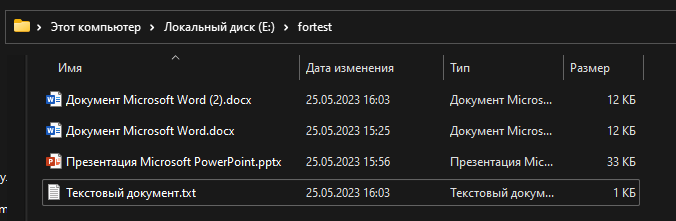 Этот компьютер > Локальный диск (E:) > fortest
Имя Дата изменения Тип Размер
Документ Microsoft Word (2).docx 25.05.2023 16:03 Документ Micros... 12 КБ
Документ Microsoft Word.docx 25.05.2023 15:25 Документ Micros... 12 КБ
Презентация Microsoft PowerPoint.pptx 25.05.2023 15:56 Презентация Mic... 33 КБ
y.
Текстовый документ.txt 25.05.2023 16:03 Текстовый докум... 1 КБ